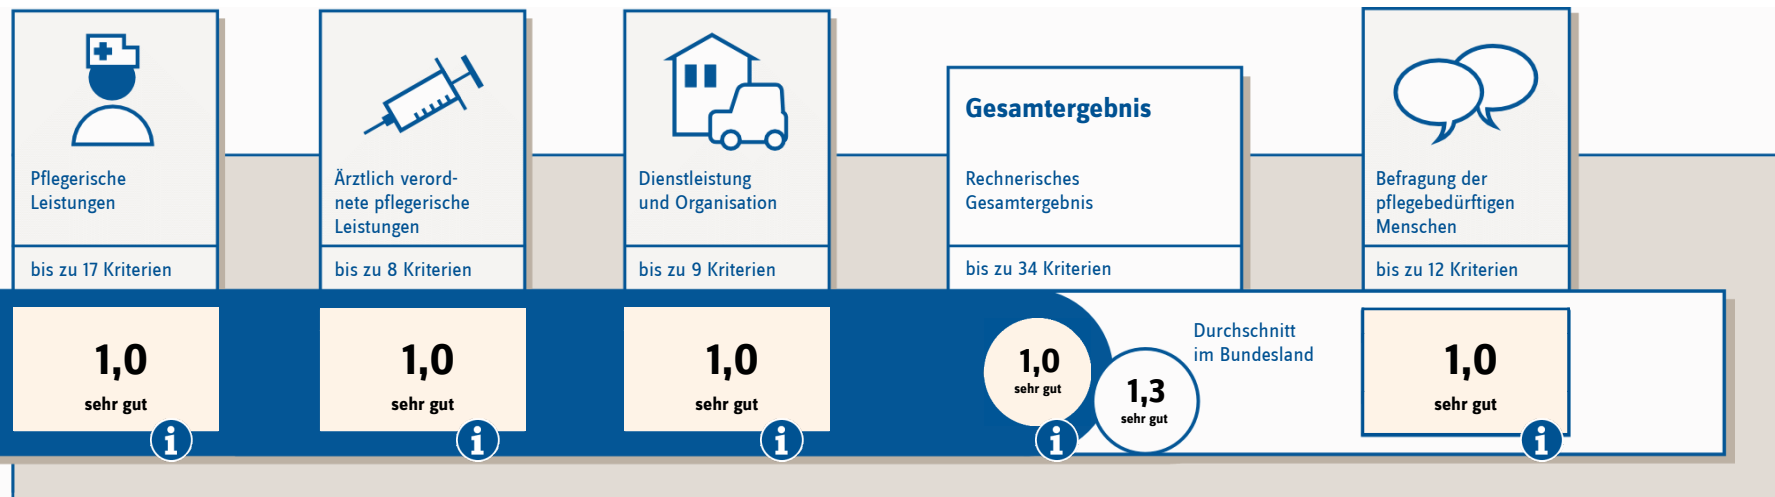 Pflegerische
Leistungen
bis zu 17 Kriterien
1,0
sehr gut
i
Ärztlich verord-
nete pflegerische
Leistungen
bis zu 8 Kriterien
1,0
sehr gut
i
Dienstleistung
und Organisation
bis zu 9 Kriterien
1,0
sehr gut
i
Gesamtergebnis
Rechnerisches
Gesamtergebnis
bis zu 34 Kriterien
1,0
sehr gut
i
1,3
sehr gut
Durchschnitt
im Bundesland
Befragung der
pflegebedürftigen
Menschen
bis zu 12 Kriterien
1,0
sehr gut
i